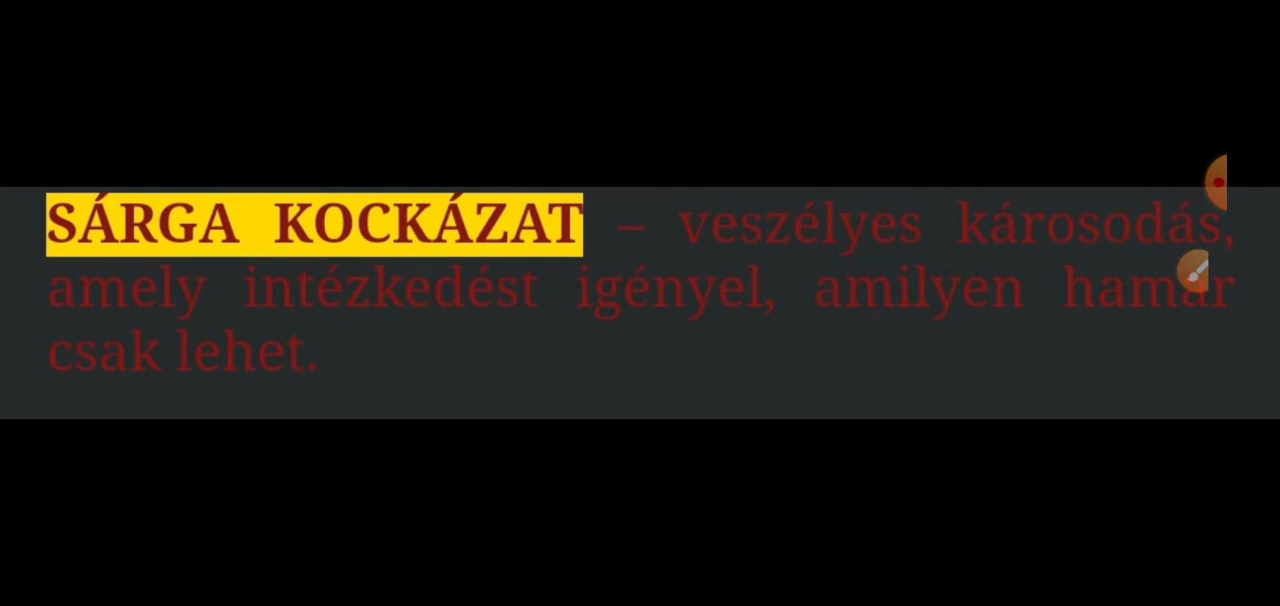 SÁRGA KOCKÁZAT – veszélyes károsodás,
amely intézkedést igényel, amilyen hamar
csak lehet.